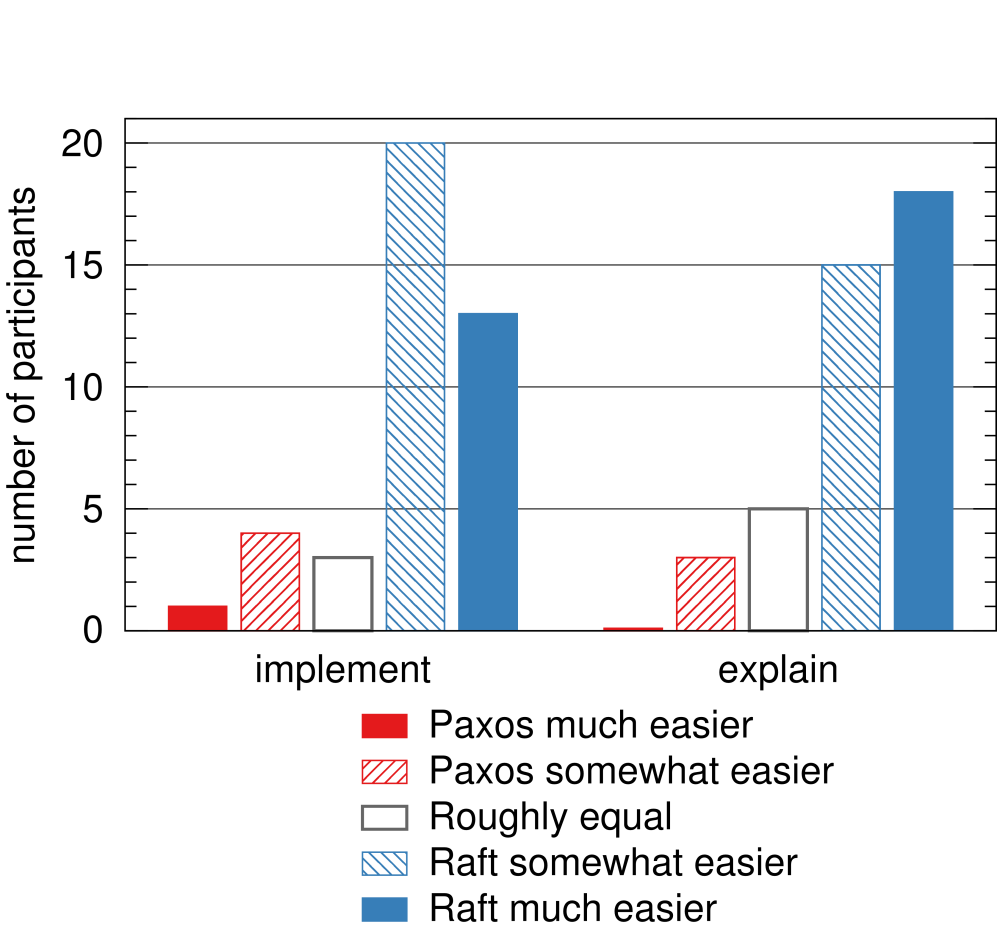 20
15
10
5
0
number of participants
implement
explain
Paxos much easier
Paxos somewhat easier
Roughly equal
Raft somewhat easier
Raft much easier